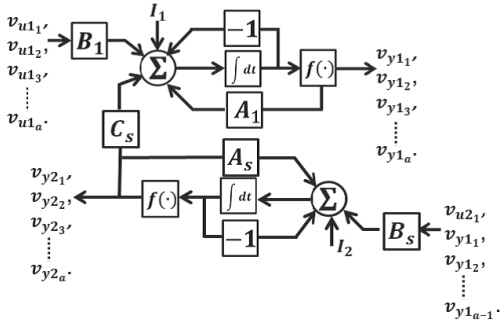 v_{u1_1},
v_{u1_2},
v_{u1_3},
v_{u1_a}.
B_1
I_1
Σ
-1
∫ dt
f(·)
A_1
v_{y1_1},
v_{y1_2},
v_{y1_3},
v_{y1_a}.
C_s
v_{y2_1},
v_{y2_2},
v_{y2_3},
v_{y2_a}.
A_s
f(·)
∫ dt
-1
Σ
I_2
B_s
v_{u2_1},
v_{y1_1},
v_{y1_2},
v_{y1_{a-1}}.